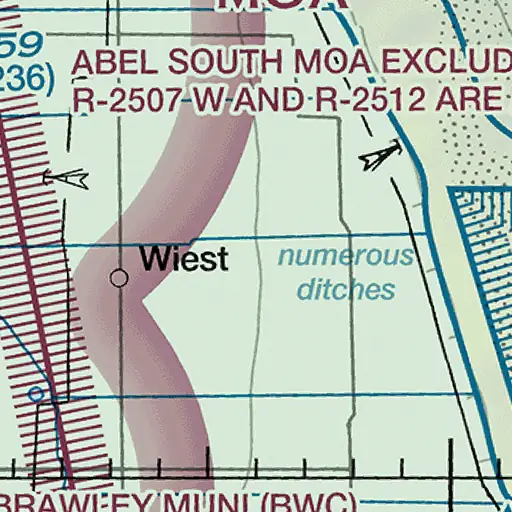 MOA
59
236)
ABEL SOUTH MOA EXCLUD
R-2507 W AND R-2512 ARE
Wiest
numerous
ditches
BRAWLEY MUNI (BWC)